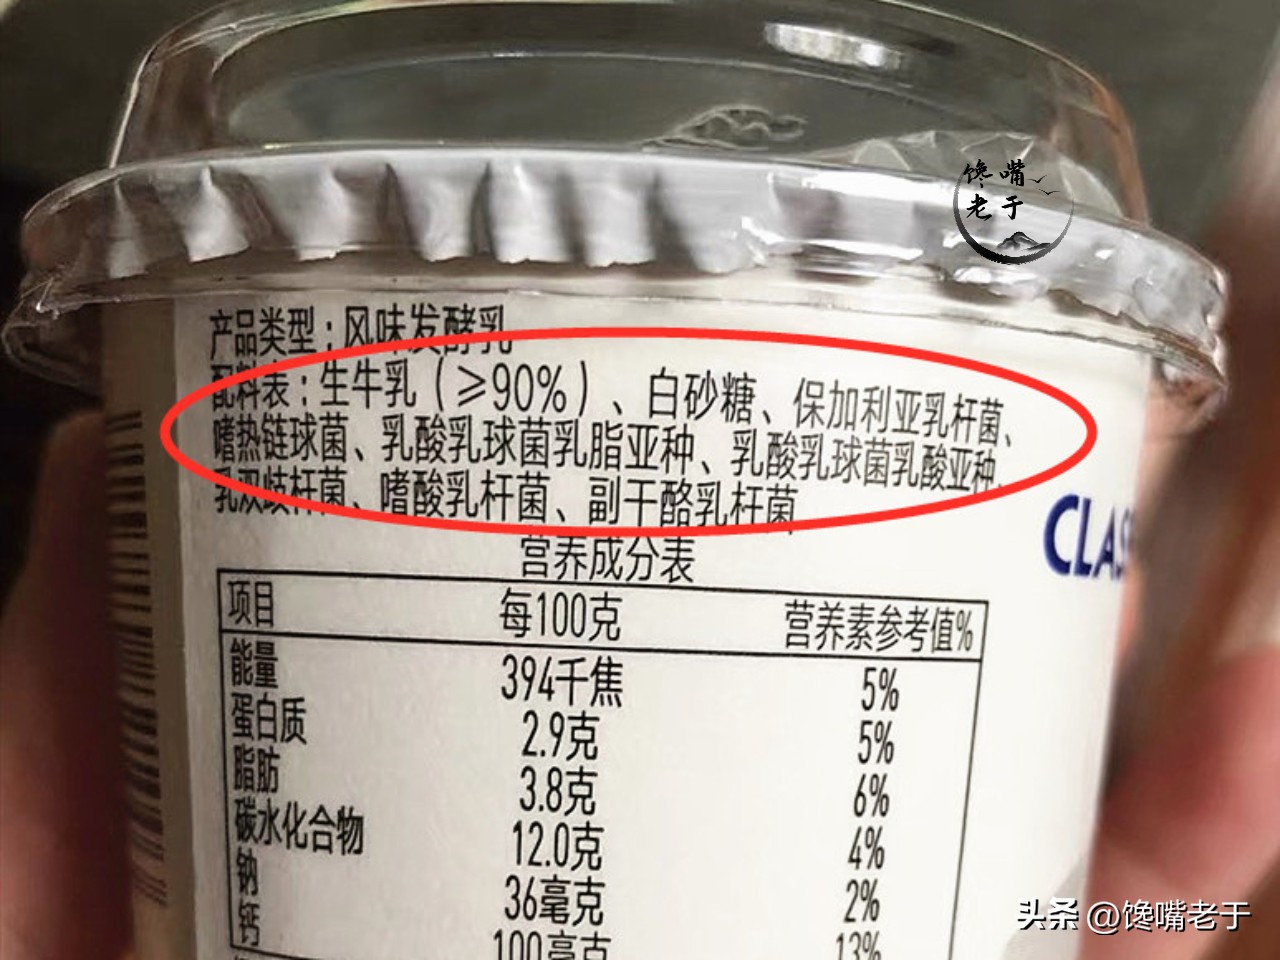 馋嘴
老于
产品类型：风味发酵乳
配料表：生牛乳（≥90%）、白砂糖、保加利亚乳杆菌、
嗜热链球菌、乳酸乳球菌乳脂亚种、乳酸乳球菌乳酸亚种、
乳双歧杆菌、嗜酸乳杆菌、副干酪乳杆菌
营养成分表
项目 每100克 营养素参考值%
能量 394千焦 5%
蛋白质 2.9克 5%
脂肪 3.8克 6%
碳水化合物 12.0克 4%
钠 36毫克 2%
钙 100毫克 13%
CLAS
头条 @馋嘴老于